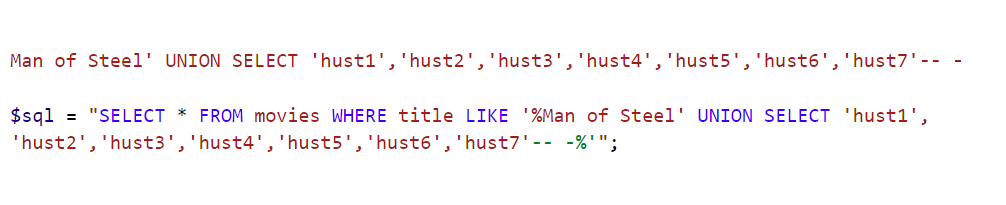 Man of Steel' UNION SELECT 'hust1','hust2','hust3','hust4','hust5','hust6','hust7'-- -
$sql = "SELECT * FROM movies WHERE title LIKE '%Man of Steel' UNION SELECT 'hust1',
'hust2','hust3','hust4','hust5','hust6','hust7'-- -%'";